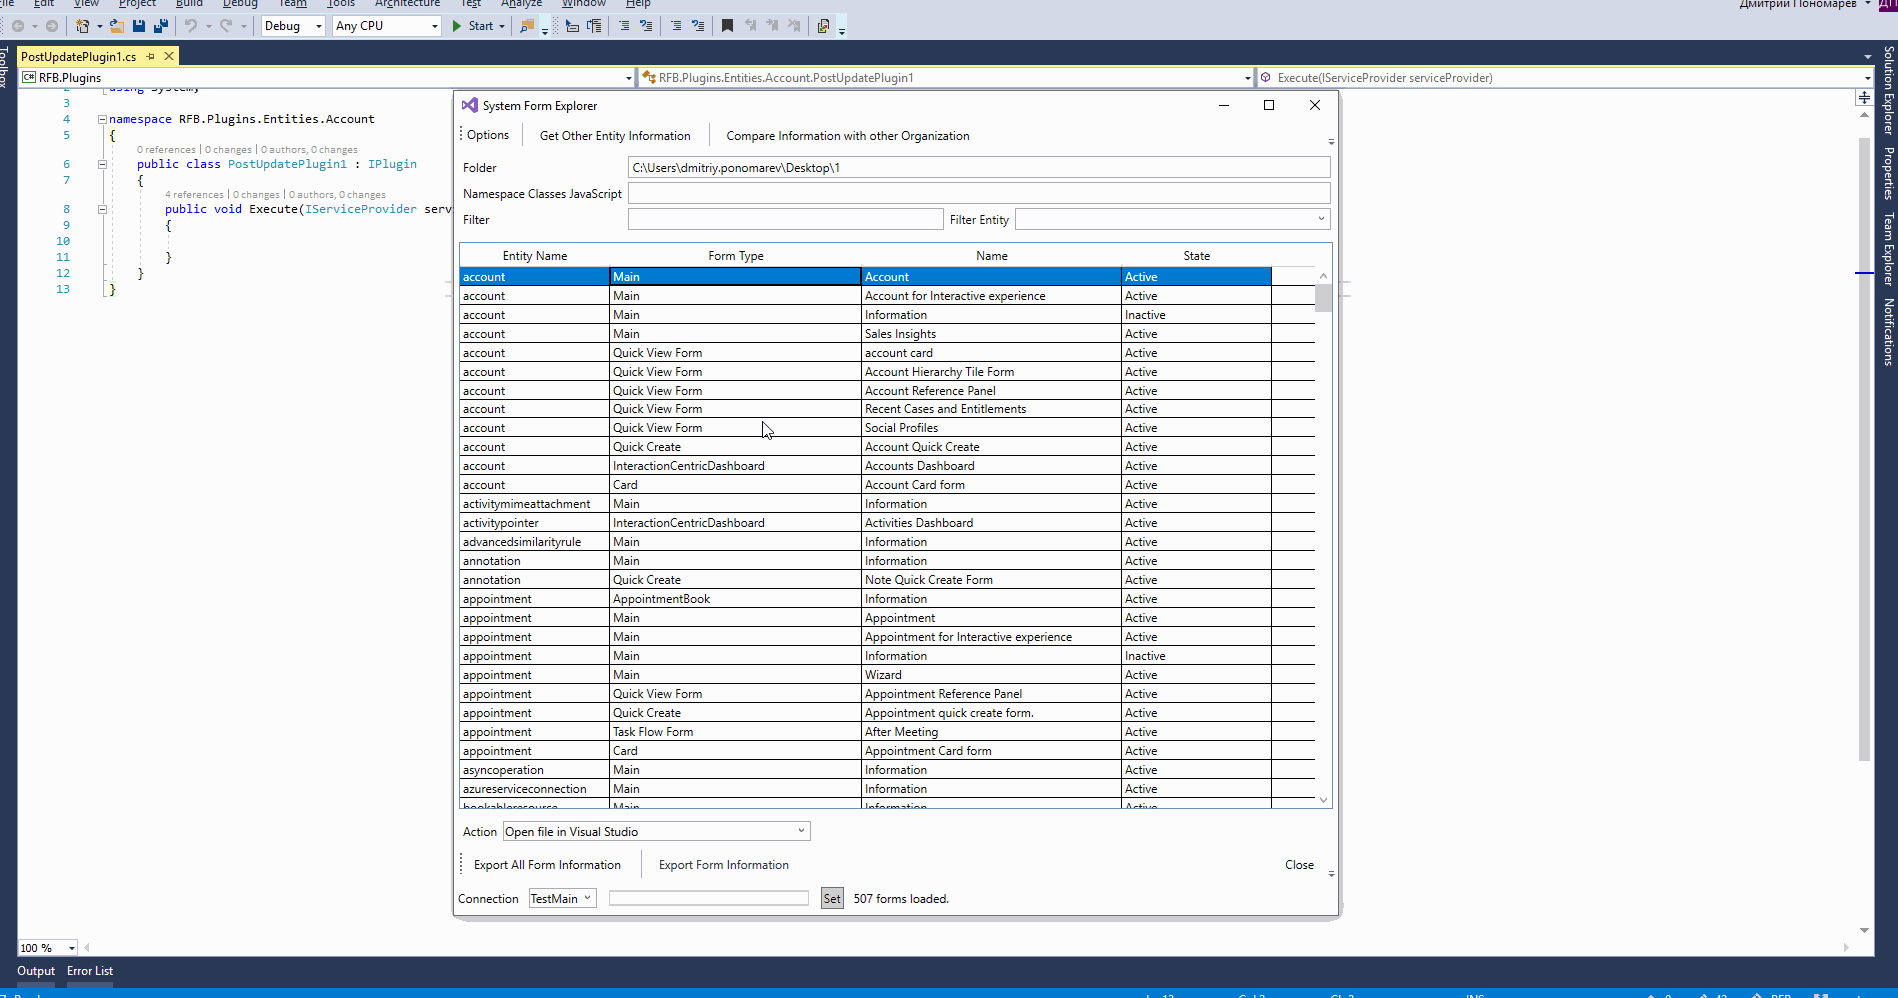 File Edit View Project Build Debug Team Tools Architecture Test Analyze Window Help
Дмитрий Пономарев ДП
Debug Any CPU Start
PostUpdatePlugin1.cs
C# RFB.Plugins RFB.Plugins.Entities.Account.PostUpdatePlugin1 Execute(IServiceProvider serviceProvider)
Toolbox
Solution Explorer
Properties
Team Explorer
Notifications
2 using System;
3
4 namespace RFB.Plugins.Entities.Account
5 {
0 references | 0 changes | 0 authors, 0 changes
6 public class PostUpdatePlugin1 : IPlugin
7 {
4 references | 0 changes | 0 authors, 0 changes
8 public void Execute(IServiceProvider serv
9 {
10
11 }
12 }
13 }
System Form Explorer
Options Get Other Entity Information Compare Information with other Organization
Folder C:\Users\dmitriy.ponomarev\Desktop\1
Namespace Classes JavaScript
Filter Filter Entity
Entity Name Form Type Name State
account Main Account Active
account Main Account for Interactive experience Active
account Main Information Inactive
account Main Sales Insights Active
account Quick View Form account card Active
account Quick View Form Account Hierarchy Tile Form Active
account Quick View Form Account Reference Panel Active
account Quick View Form Recent Cases and Entitlements Active
account Quick View Form Social Profiles Active
account Quick Create Account Quick Create Active
account InteractionCentricDashboard Accounts Dashboard Active
account Card Account Card form Active
activitymimeattachment Main Information Active
activitypointer InteractionCentricDashboard Activities Dashboard Active
advancedsimilarityrule Main Information Active
annotation Main Information Active
annotation Quick Create Note Quick Create Form Active
appointment AppointmentBook Information Active
appointment Main Appointment Active
appointment Main Appointment for Interactive experience Active
appointment Main Information Inactive
appointment Main Wizard Active
appointment Quick View Form Appointment Reference Panel Active
appointment Quick Create Appointment quick create form. Active
appointment Task Flow Form After Meeting Active
appointment Card Appointment Card form Active
asyncoperation Main Information Active
azureserviceconnection Main Information Active
bookableresource Main Information Active
Action Open file in Visual Studio
Export All Form Information Export Form Information Close
Connection TestMain Set 507 forms loaded.
100 %
Output Error List